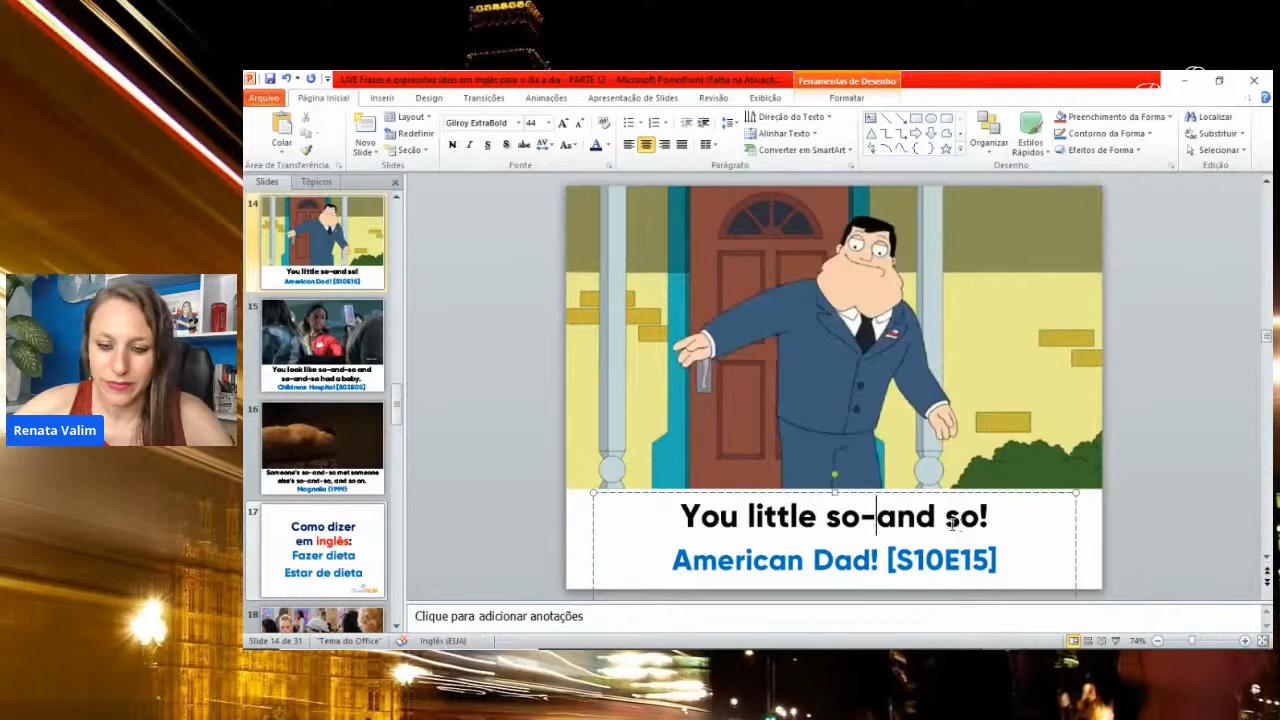 LIVE Frases e expressões úteis em inglês para o dia a dia - PARTE 12 - Microsoft PowerPoint (Falha na Ativaçã...
Ferramentas de Desenho
Arquivo
Página Inicial
Inserir
Design
Transições
Animações
Apresentação de Slides
Revisão
Exibição
Formatar
Colar
Área de Transferência
Novo
Slide
Layout
Redefinir
Seção
Slides
Gilroy ExtraBold
44
N I S S abc AV Aa A
Fonte
Direção do Texto
Alinhar Texto
Converter em SmartArt
Parágrafo
Organizar
Estilos
Rápidos
Preenchimento da Forma
Contorno da Forma
Efeitos de Forma
Desenho
Localizar
Substituir
Selecionar
Edição
Slides
Tópicos
14
You little so-and so!
American Dad! [S10E15]
15
You look like so-and-so and
so-and-so had a baby.
Childrens Hospital [S02E05]
16
Someone's so-and-so met someone
else's so-and-so, and so on.
Magnolia (1999)
17
Como dizer
em inglês:
Fazer dieta
Estar de dieta
18
You little so-and so!
American Dad! [S10E15]
Clique para adicionar anotações
Slide 14 de 31
"Tema do Office"
Inglês (EUA)
74%
Renata Valim